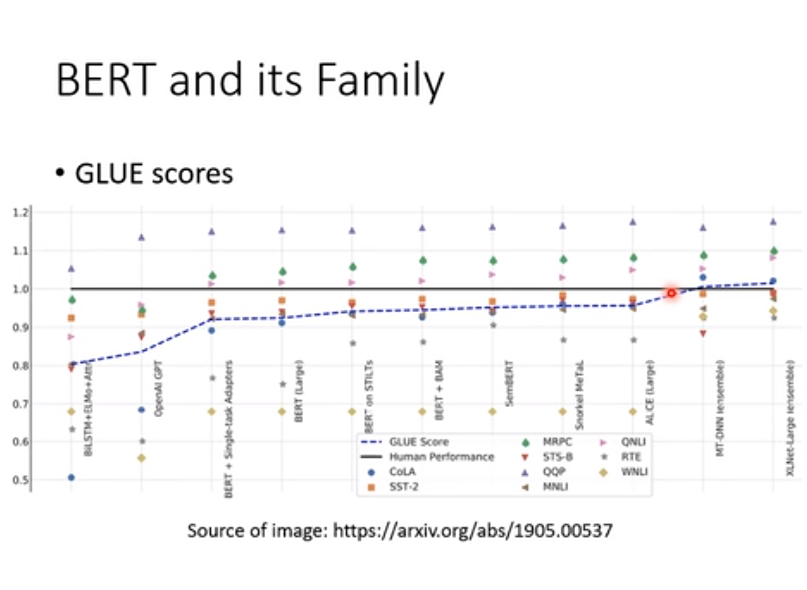 BERT and its Family
• GLUE scores
1.2
1.1
1.0
0.9
0.8
0.7
0.6
0.5
BiLSTM+ELMo+Attn
OpenAI GPT
BERT + Single-task Adapters
BERT (Large)
BERT on STILTs
BERT + BAM
SemBERT
Snorkel MeTaL
ALICE (Large)
MT-DNN (ensemble)
XLNet-Large (ensemble)
GLUE Score
Human Performance
CoLA
SST-2
MRPC
STS-B
QQP
MNLI
QNLI
RTE
WNLI
Source of image: https://arxiv.org/abs/1905.00537